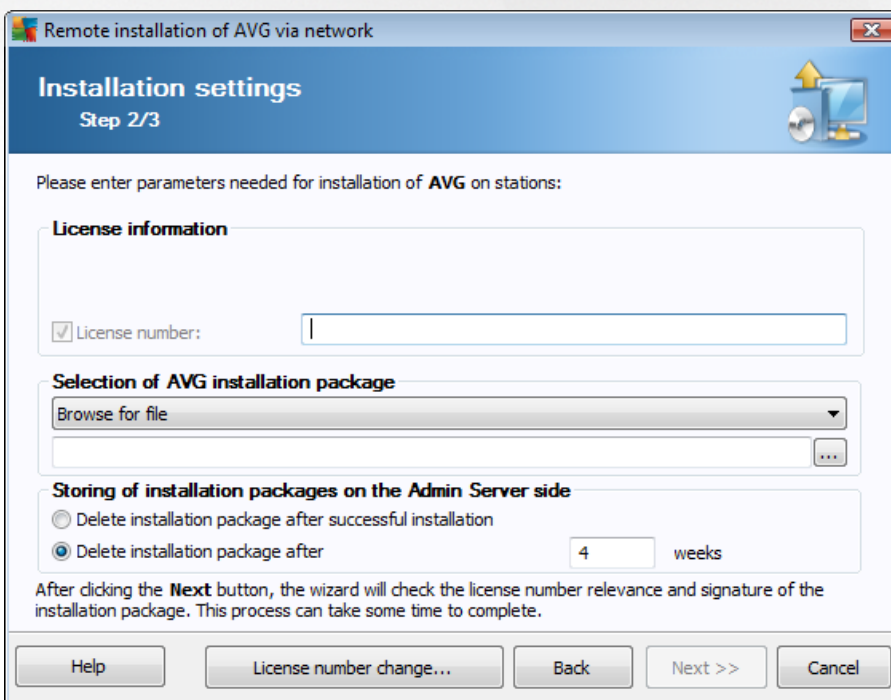 Remote installation of AVG via network
Installation settings
Step 2/3
Please enter parameters needed for installation of AVG on stations:
License information
License number:
Selection of AVG installation package
Browse for file
...
Storing of installation packages on the Admin Server side
Delete installation package after successful installation
Delete installation package after 4 weeks
After clicking the Next button, the wizard will check the license number relevance and signature of the
installation package. This process can take some time to complete.
Help License number change... Back Next >> Cancel